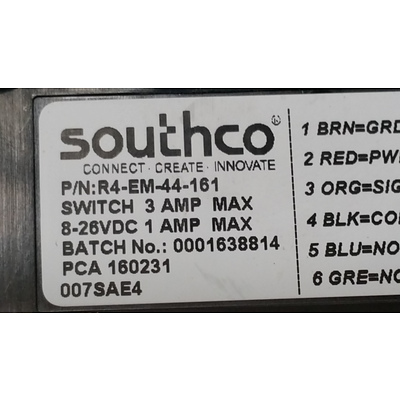 southco®
CONNECT · CREATE · INNOVATE
P/N:R4-EM-44-161
SWITCH 3 AMP MAX
8-26VDC 1 AMP MAX
BATCH No.: 0001638814
PCA 160231
007SAE4
1 BRN=GRD
2 RED=PW
3 ORG=SIG
4 BLK=CO
5 BLU=NO
6 GRE=NO